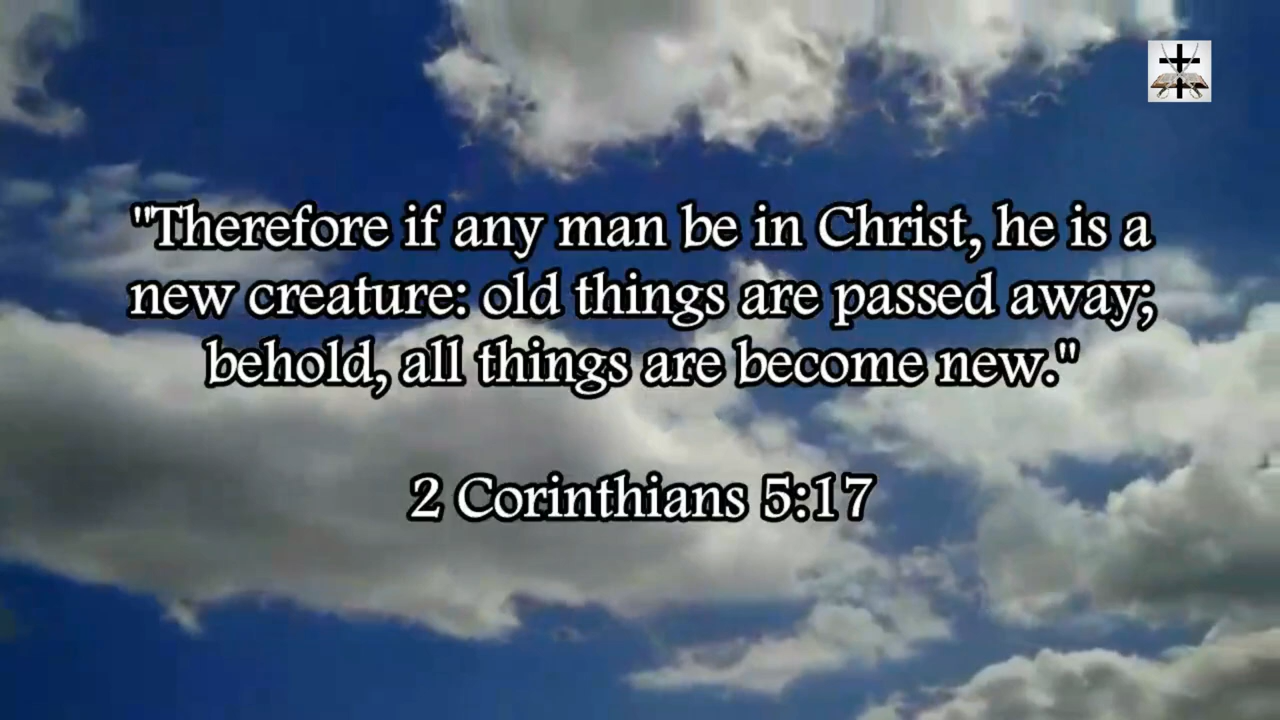 "Therefore if any man be in Christ, he is a
new creature: old things are passed away;
behold, all things are become new."
2 Corinthians 5:17